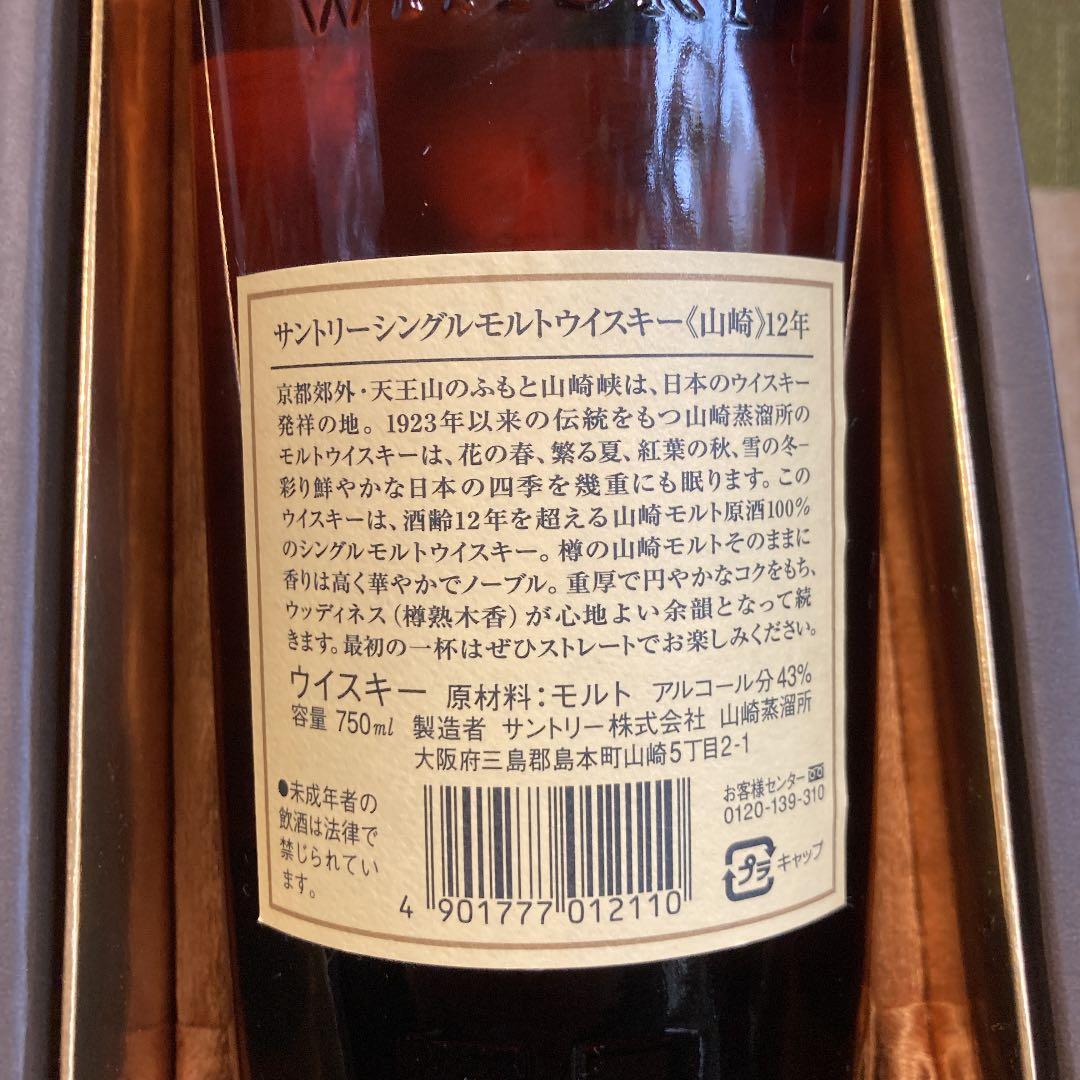 WHISKY
サントリーシングルモルトウイスキー《山崎》12年
京都郊外・天王山のふもと山崎峡は、日本のウイスキー
発祥の地。1923年以来の伝統をもつ山崎蒸溜所の
モルトウイスキーは、花の春、繁る夏、紅葉の秋、雪の冬–
彩り鮮やかな日本の四季を幾重にも眠ります。この
ウイスキーは、酒齢12年を超える山崎モルト原酒100%
のシングルモルトウイスキー。樽の山崎モルトそのままに
香りは高く華やかでノーブル。重厚で円やかなコクをもち、
ウッディネス(樽熟木香)が心地よい余韻となって続
きます。最初の一杯はぜひストレートでお楽しみください。
ウイスキー 原材料:モルト アルコール分43%
容量 750ml 製造者 サントリー株式会社 山崎蒸溜所
大阪府三島郡島本町山崎5丁目2-1
●未成年者の
飲酒は法律で
禁じられてい
ます。
4 901777 012110
お客様センター
0120-139-310
プラ キャップ